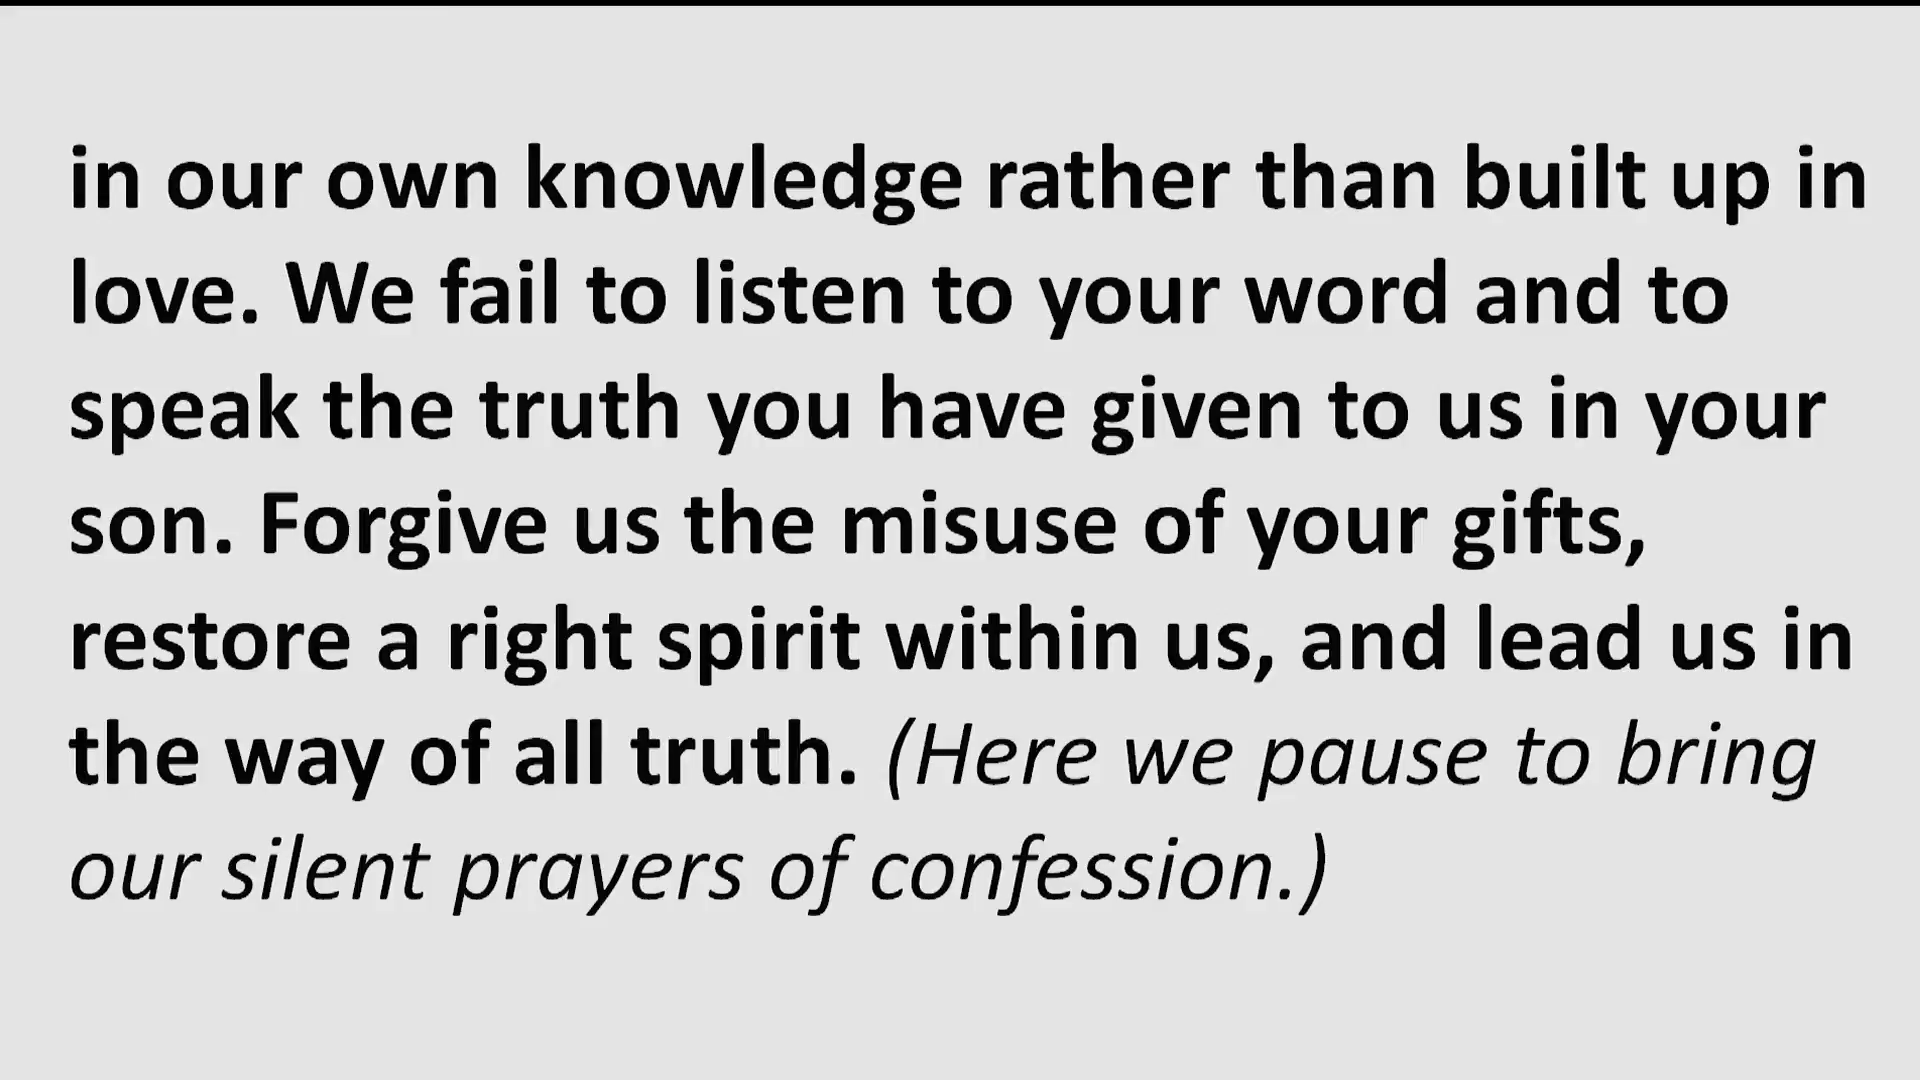 in our own knowledge rather than built up in
love. We fail to listen to your word and to
speak the truth you have given to us in your
son. Forgive us the misuse of your gifts,
restore a right spirit within us, and lead us in
the way of all truth. (Here we pause to bring
our silent prayers of confession.)